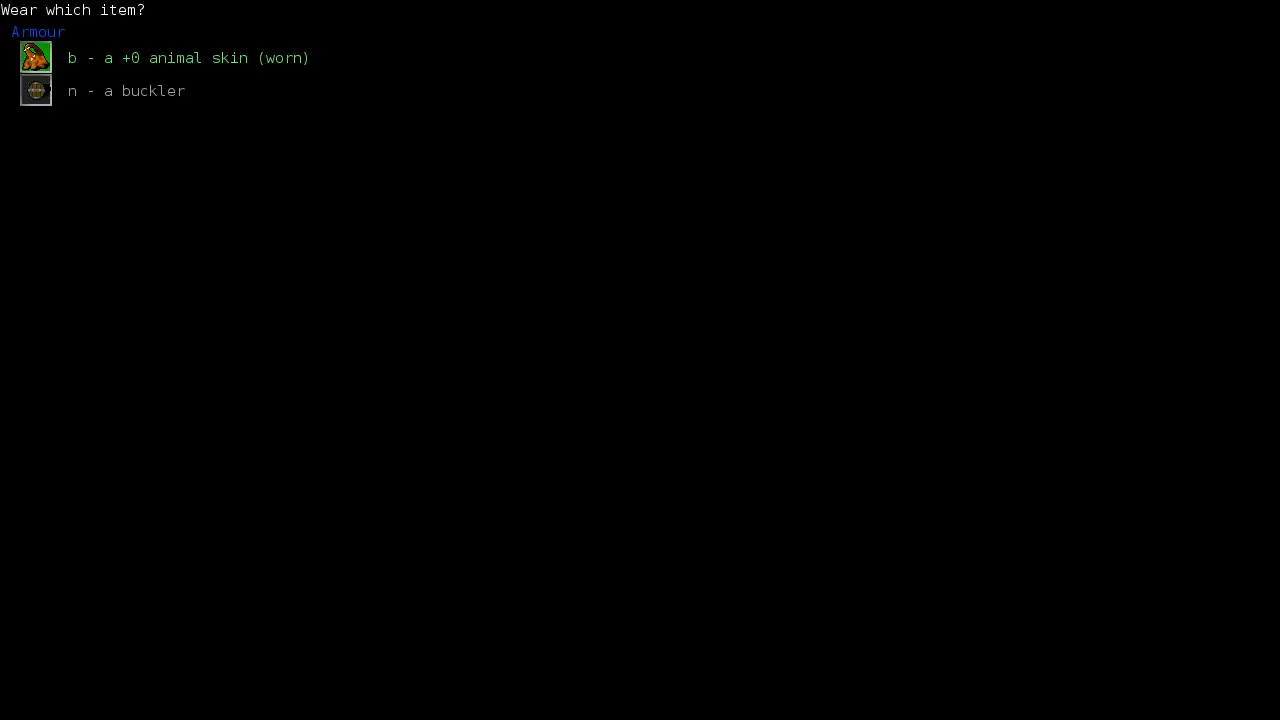 Wear which item?
Armour
b - a +0 animal skin (worn)
n - a buckler